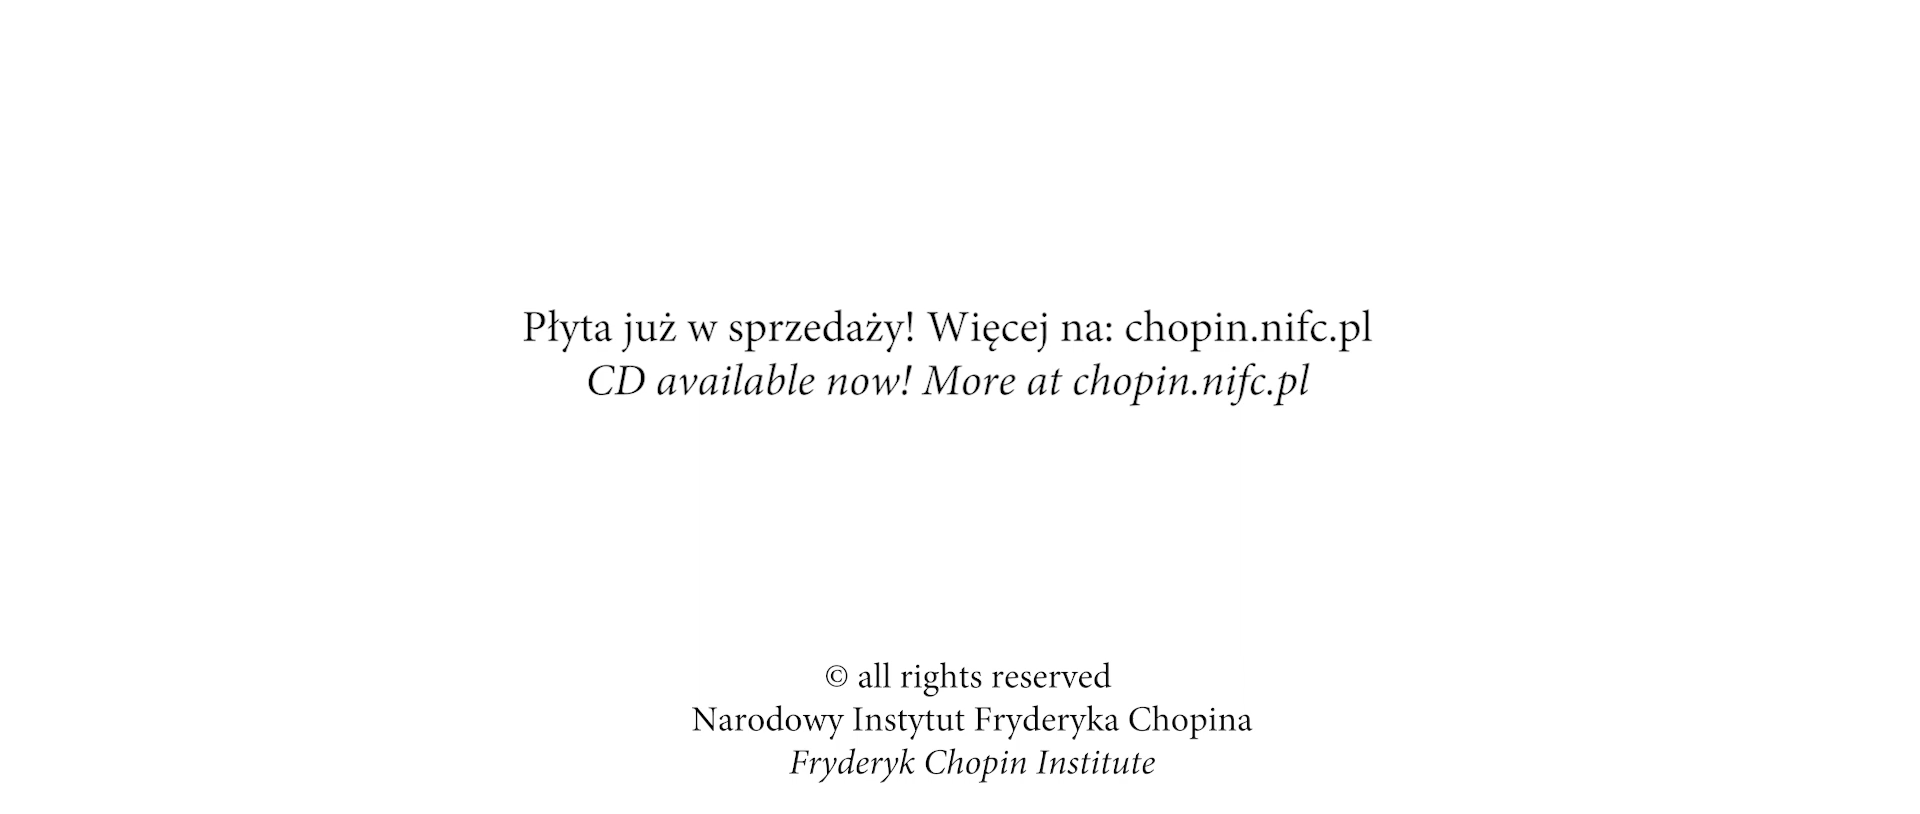 Płyta już w sprzedaży! Więcej na: chopin.nifc.pl
CD available now! More at chopin.nifc.pl
© all rights reserved
Narodowy Instytut Fryderyka Chopina
Fryderyk Chopin Institute